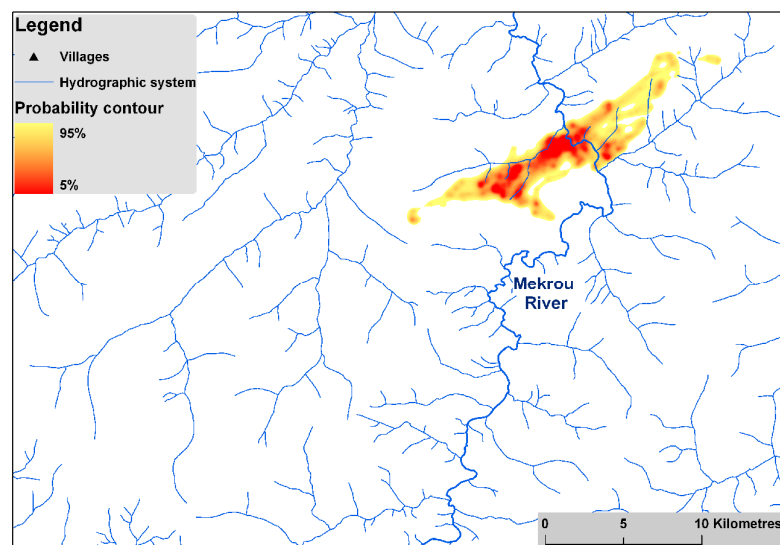 Legend
Villages
Hydrographic system
Probability contour
95%
5%
Mekrou
River
0 5 10 Kilometres